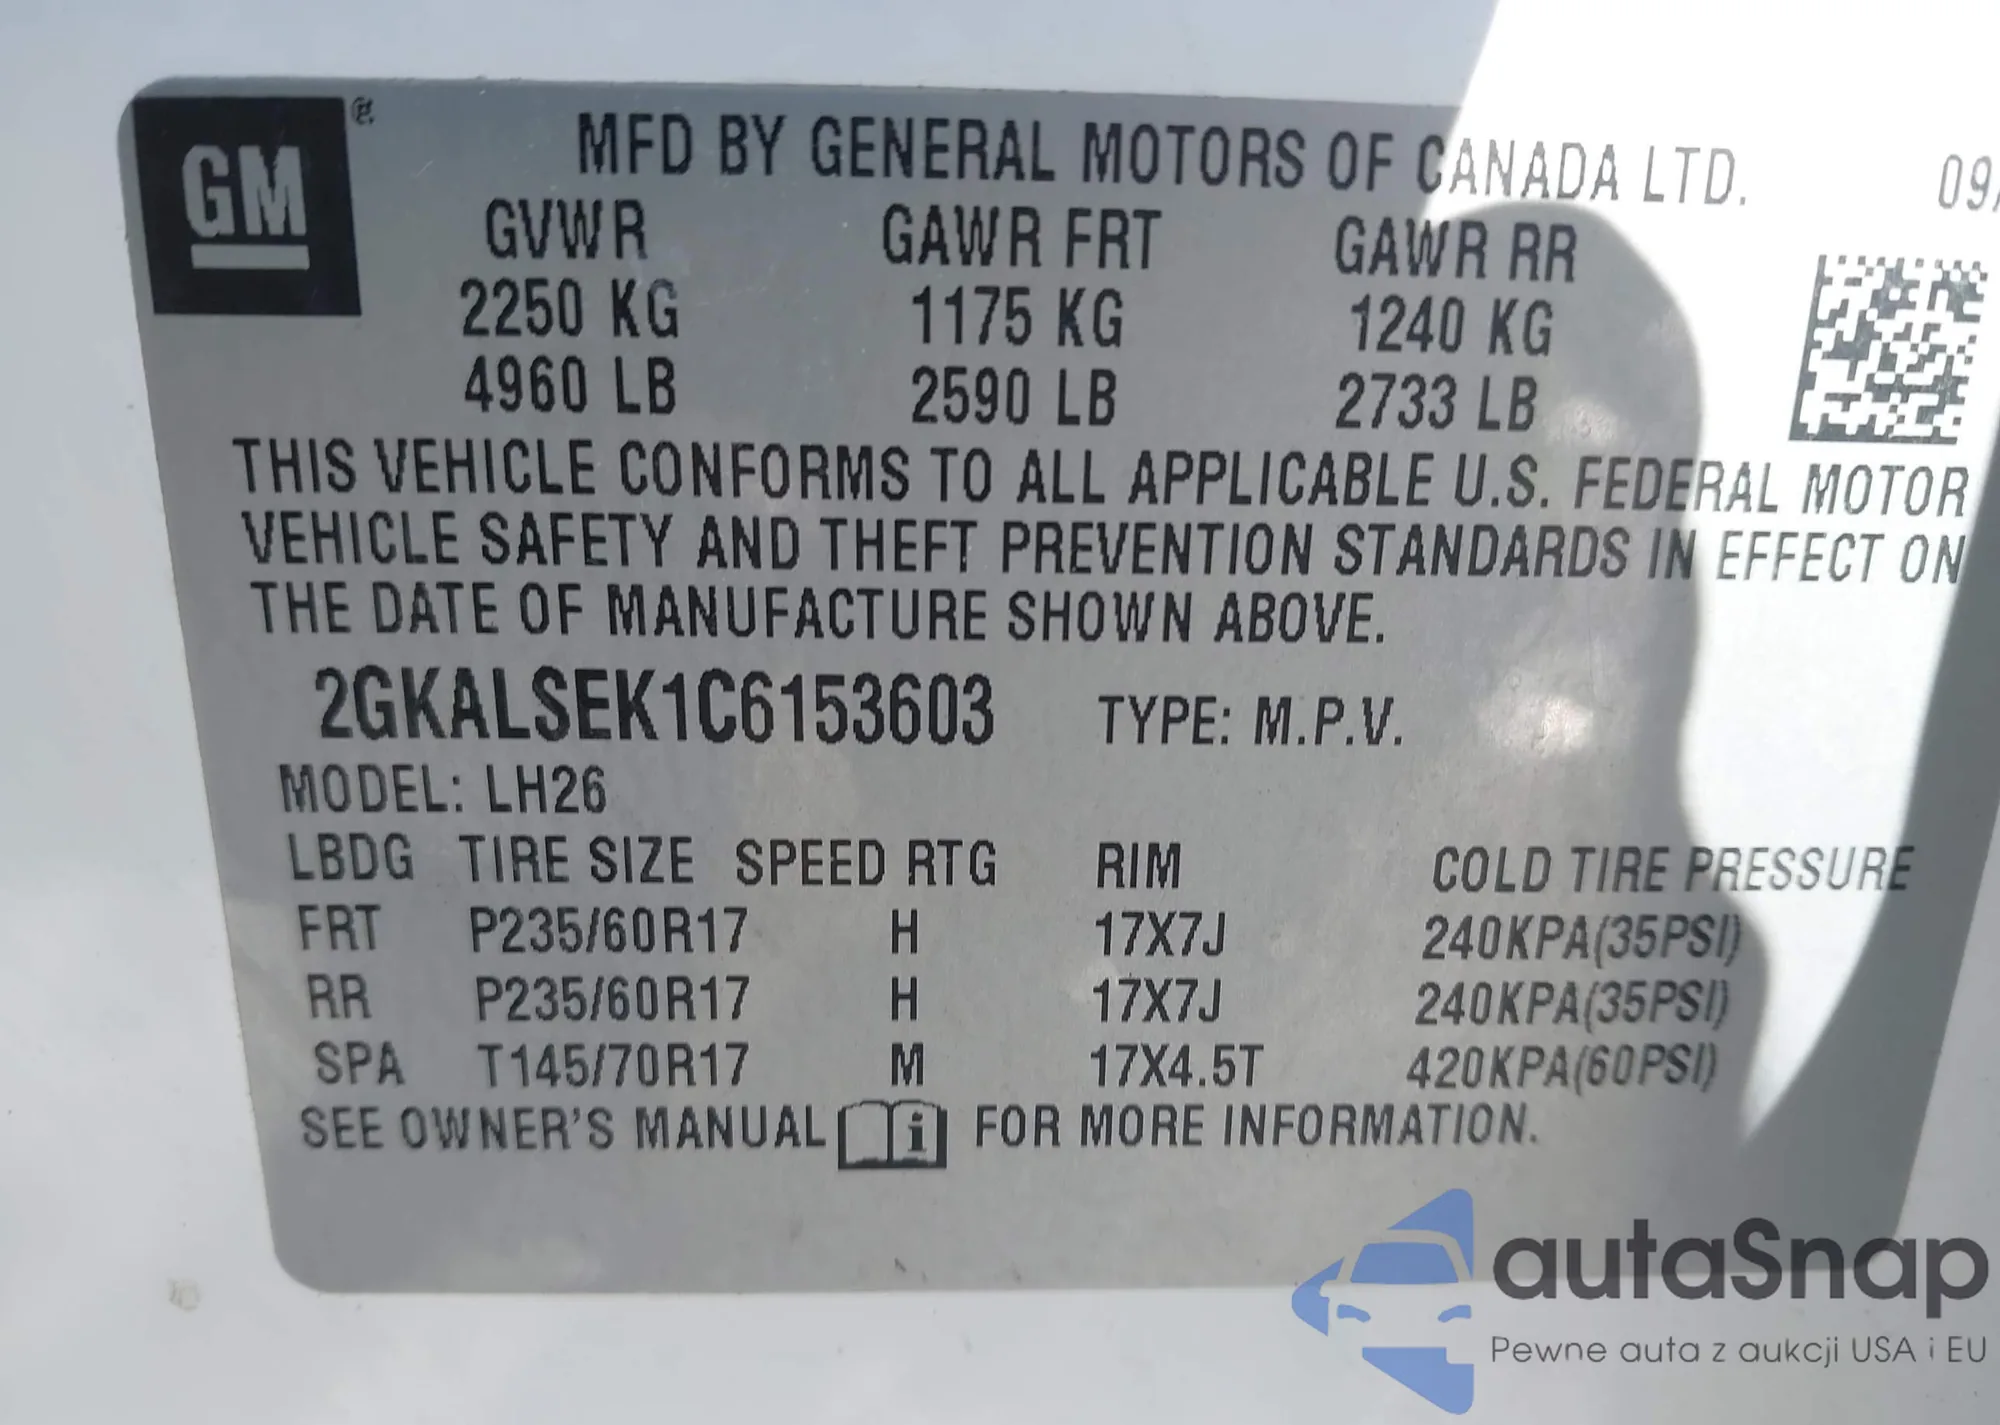 GM®
MFD BY GENERAL MOTORS OF CANADA LTD. 09/
GVWR GAWR FRT GAWR RR
2250 KG 1175 KG 1240 KG
4960 LB 2590 LB 2733 LB
THIS VEHICLE CONFORMS TO ALL APPLICABLE U.S. FEDERAL MOTOR
VEHICLE SAFETY AND THEFT PREVENTION STANDARDS IN EFFECT ON
THE DATE OF MANUFACTURE SHOWN ABOVE.
2GKALSEK1C6153603 TYPE: M.P.V.
MODEL: LH26
LBDG TIRE SIZE SPEED RTG RIM COLD TIRE PRESSURE
FRT P235/60R17 H 17X7J 240KPA(35PSI)
RR P235/60R17 H 17X7J 240KPA(35PSI)
SPA T145/70R17 M 17X4.5T 420KPA(60PSI)
SEE OWNER'S MANUAL i FOR MORE INFORMATION.
autaSnap
Pewne auta z aukcji USA i EU